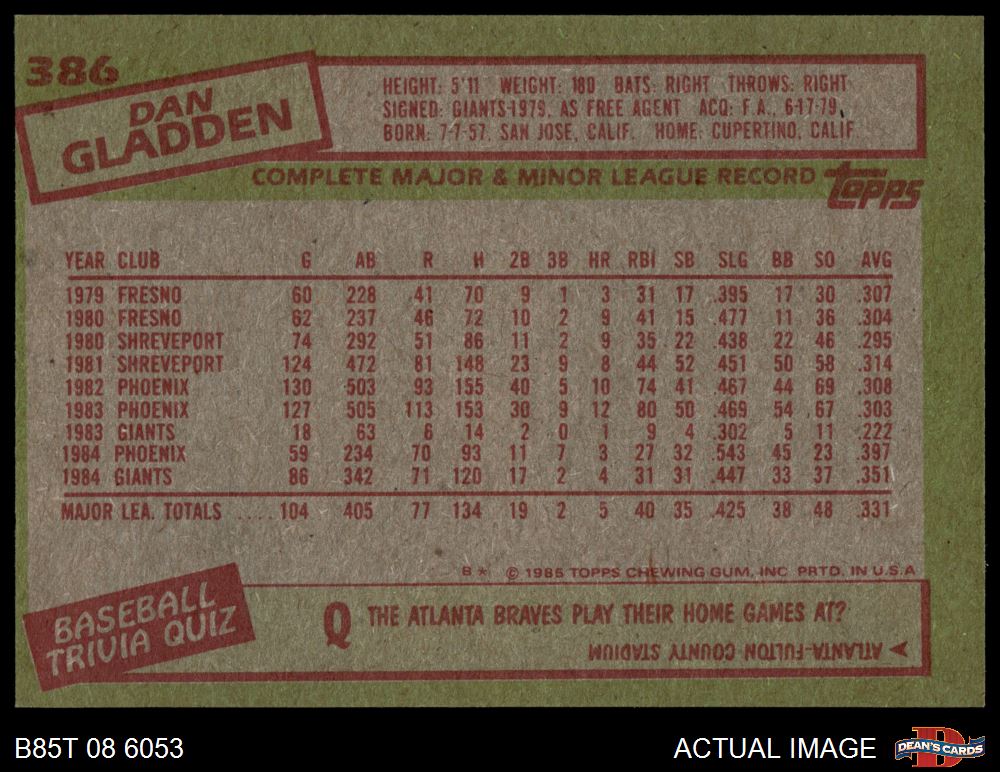 386
DAN
GLADDEN
HEIGHT: 5'11 WEIGHT: 180 BATS: RIGHT THROWS: RIGHT
SIGNED: GIANTS-1979, AS FREE AGENT ACQ: F.A., 6-17-79,
BORN: 7-7-57, SAN JOSE, CALIF. HOME: CUPERTINO, CALIF
COMPLETE MAJOR & MINOR LEAGUE RECORD topps
YEAR CLUB G AB R H 2B 3B HR RBI SB SLG BB SO AVG
1979 FRESNO 60 228 41 70 9 1 3 31 17 .395 17 30 .307
1980 FRESNO 62 237 46 72 10 2 9 41 15 .477 11 36 .304
1980 SHREVEPORT 74 292 51 86 11 2 9 35 22 .438 22 46 .295
1981 SHREVEPORT 124 472 81 148 23 9 8 44 52 .451 50 58 .314
1982 PHOENIX 130 503 93 155 40 5 10 74 41 .467 44 69 .308
1983 PHOENIX 127 505 113 153 30 9 12 80 50 .469 54 67 .303
1983 GIANTS 18 63 6 14 2 0 1 9 4 .302 5 11 .222
1984 PHOENIX 59 234 70 93 11 7 3 27 32 .543 45 23 .397
1984 GIANTS 86 342 71 120 17 2 4 31 31 .447 33 37 .351
MAJOR LEA. TOTALS .... 104 405 77 134 19 2 5 40 35 .425 38 48 .331
B* © 1985 TOPPS CHEWING GUM, INC. PRTD. IN U.S.A
BASEBALL
TRIVIA QUIZ
Q THE ATLANTA BRAVES PLAY THEIR HOME GAMES AT?
ATLANTA-FULTON COUNTY STADIUM
B85T 08 6053
ACTUAL IMAGE
D
DEAN'S CARDS